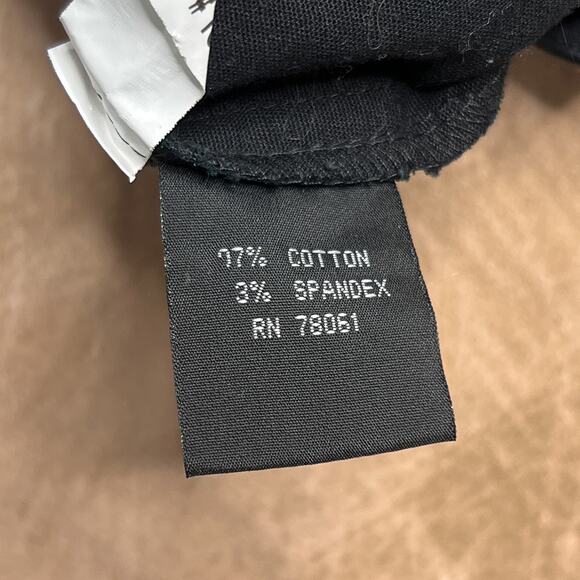 97% COTTON
3% SPANDEX
RN 78061